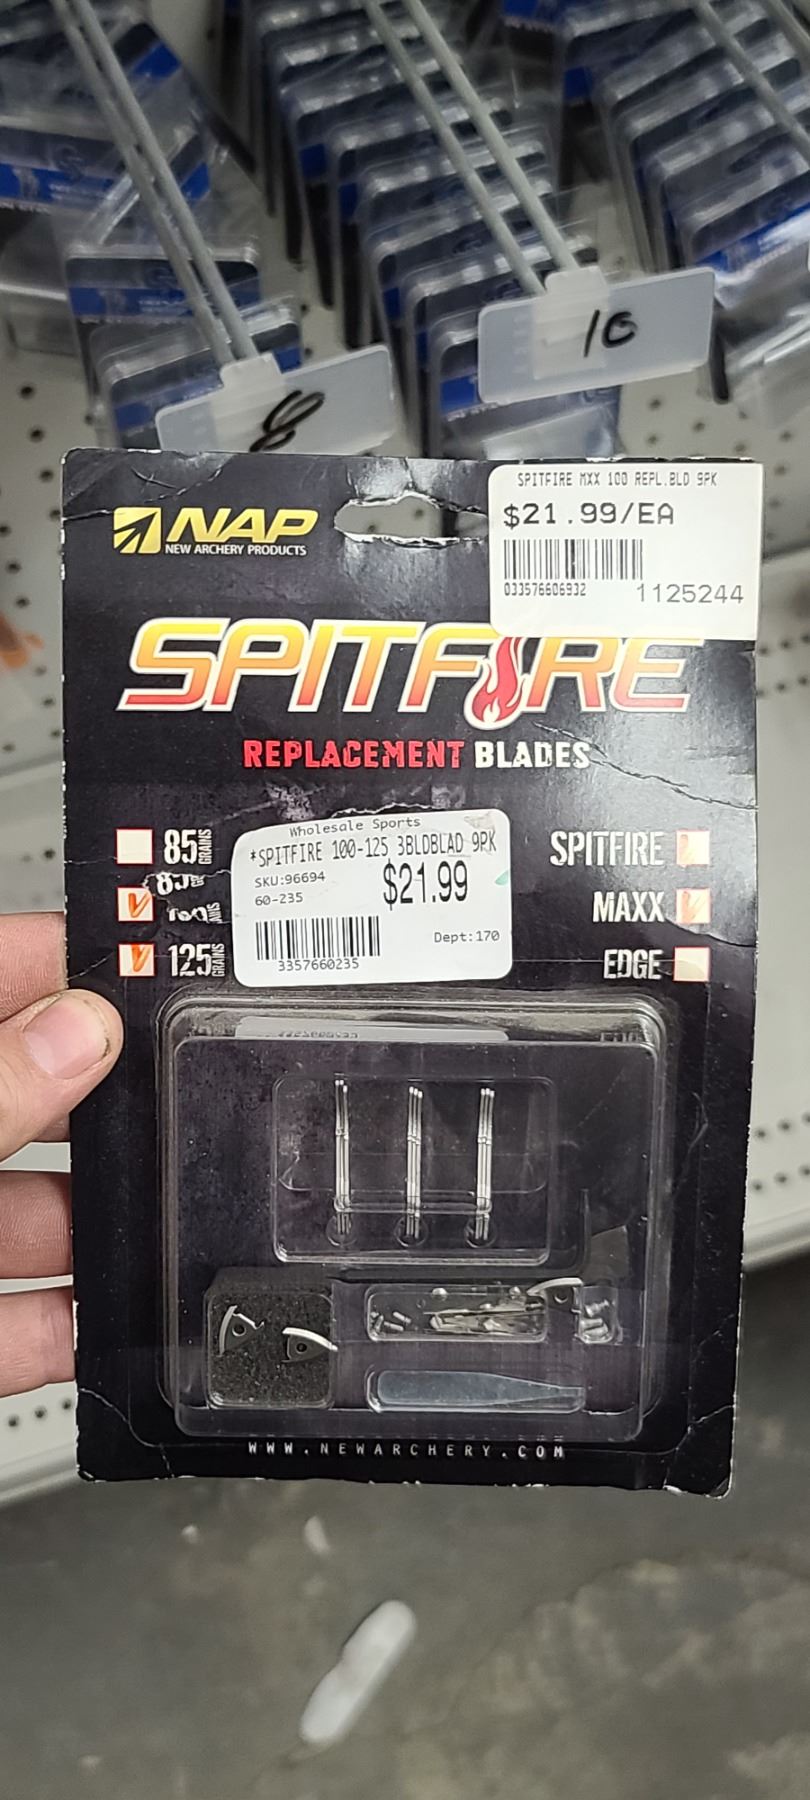 10
8
SPITFIRE MXX 100 REPL.BLD 9PK
$21.99/EA
033576606932
1125244
NAP
NEW ARCHERY PRODUCTS
SPITFIRE
REPLACEMENT BLADES
85 GRAINS
Wholesale Sports
*SPITFIRE 100-125 3BLDBLAD 9PK
SKU:96694
$21.99
60-235
Dept:170
3357660235
125 GRAINS
SPITFIRE
MAXX
EDGE
WWW.NEWARCHERY.COM